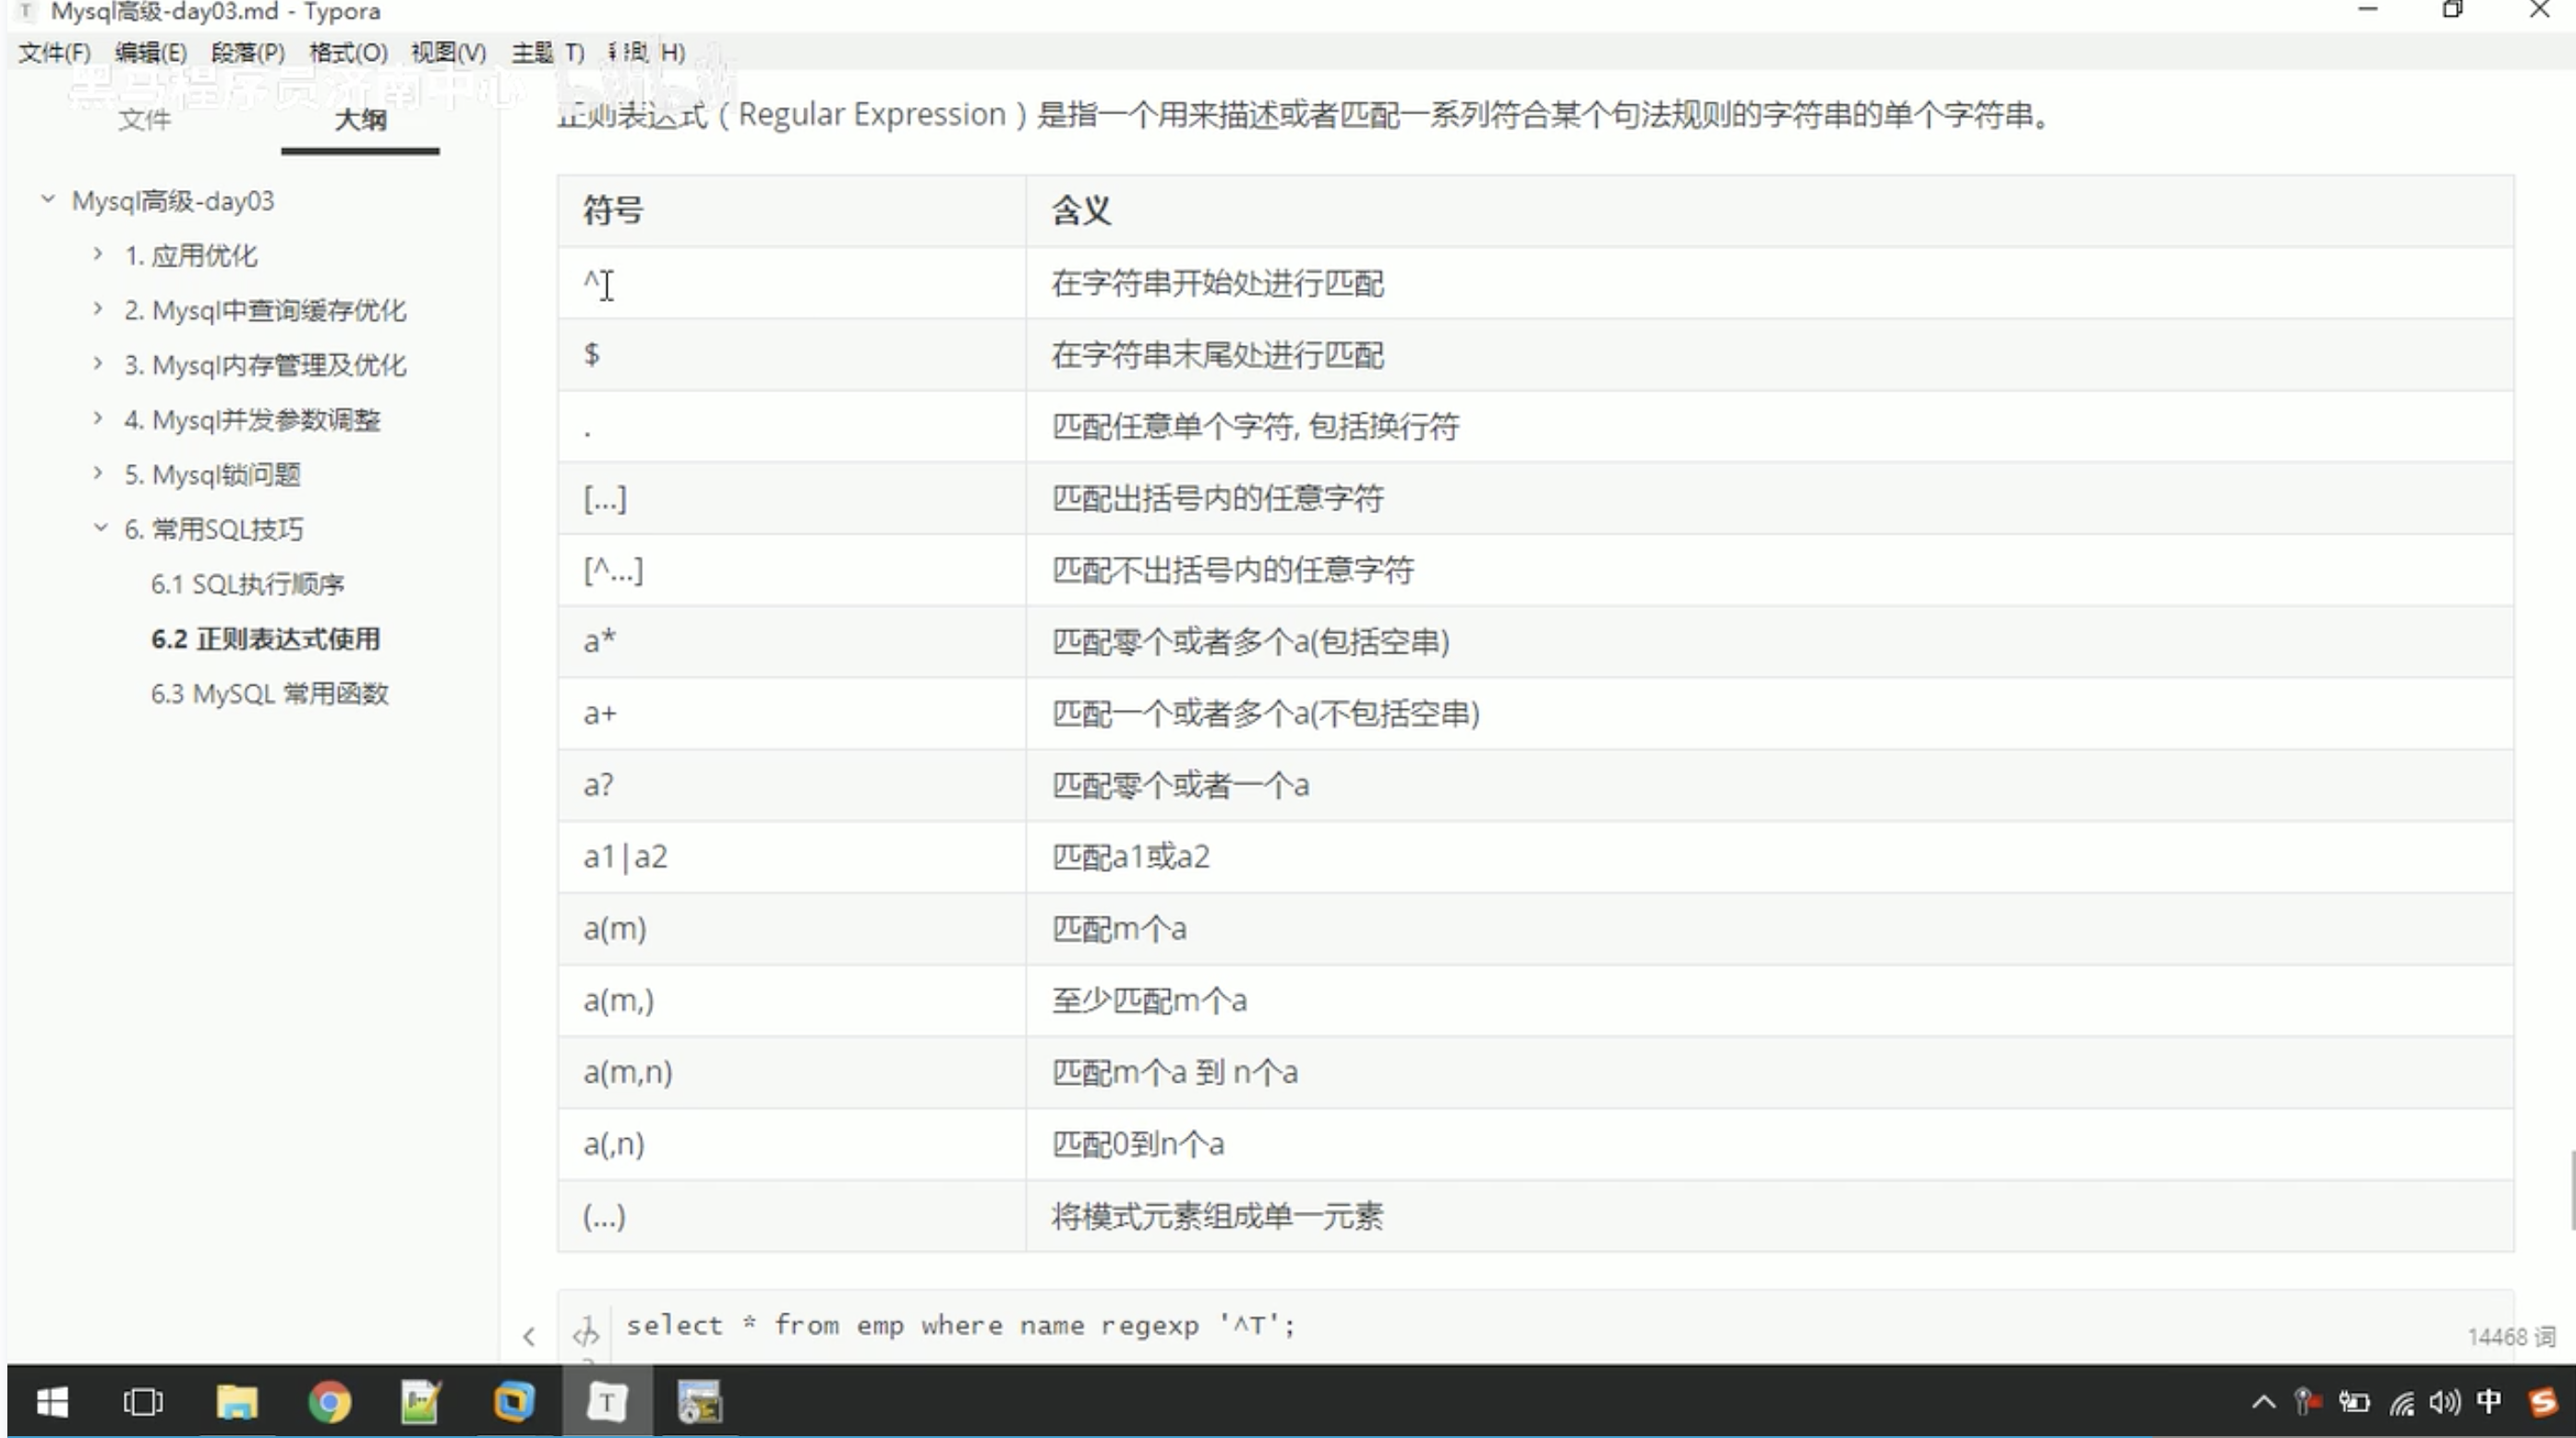 Mysql高级-day03.md - Typora
文件(F) 编辑(E) 段落(P) 格式(O) 视图(V) 主题 T) 帮助 H)
黑马程序员济南中心 bilibili
文件 大纲
Mysql高级-day03
1. 应用优化
2. Mysql中查询缓存优化
3. Mysql内存管理及优化
4. Mysql并发参数调整
5. Mysql锁问题
6. 常用SQL技巧
6.1 SQL执行顺序
6.2 正则表达式使用
6.3 MySQL 常用函数
正则表达式（Regular Expression）是指一个用来描述或者匹配一系列符合某个句法规则的字符串的单个字符串。
符号 含义
^ 在字符串开始处进行匹配
$ 在字符串末尾处进行匹配
. 匹配任意单个字符, 包括换行符
[...] 匹配出括号内的任意字符
[^...] 匹配不出括号内的任意字符
a* 匹配零个或者多个a(包括空串)
a+ 匹配一个或者多个a(不包括空串)
a? 匹配零个或者一个a
a1|a2 匹配a1或a2
a(m) 匹配m个a
a(m,) 至少匹配m个a
a(m,n) 匹配m个a 到 n个a
a(,n) 匹配0到n个a
(...) 将模式元素组成单一元素
1 select * from emp where name regexp '^T';
14468 词
中